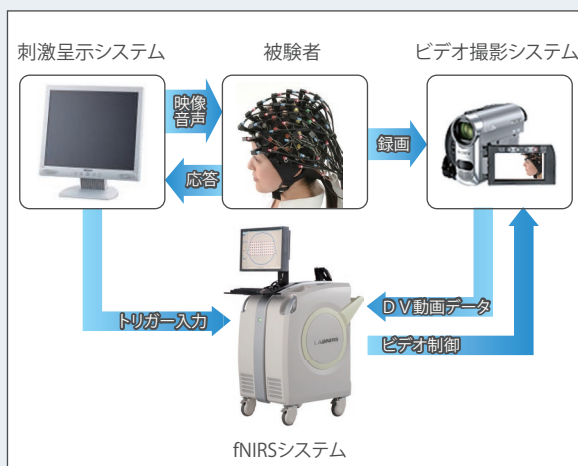 刺激呈示システム
被験者
ビデオ撮影システム
映像
音声
録画
応答
トリガー入力
DV動画データ
ビデオ制御
LABNIRS
fNIRSシステム